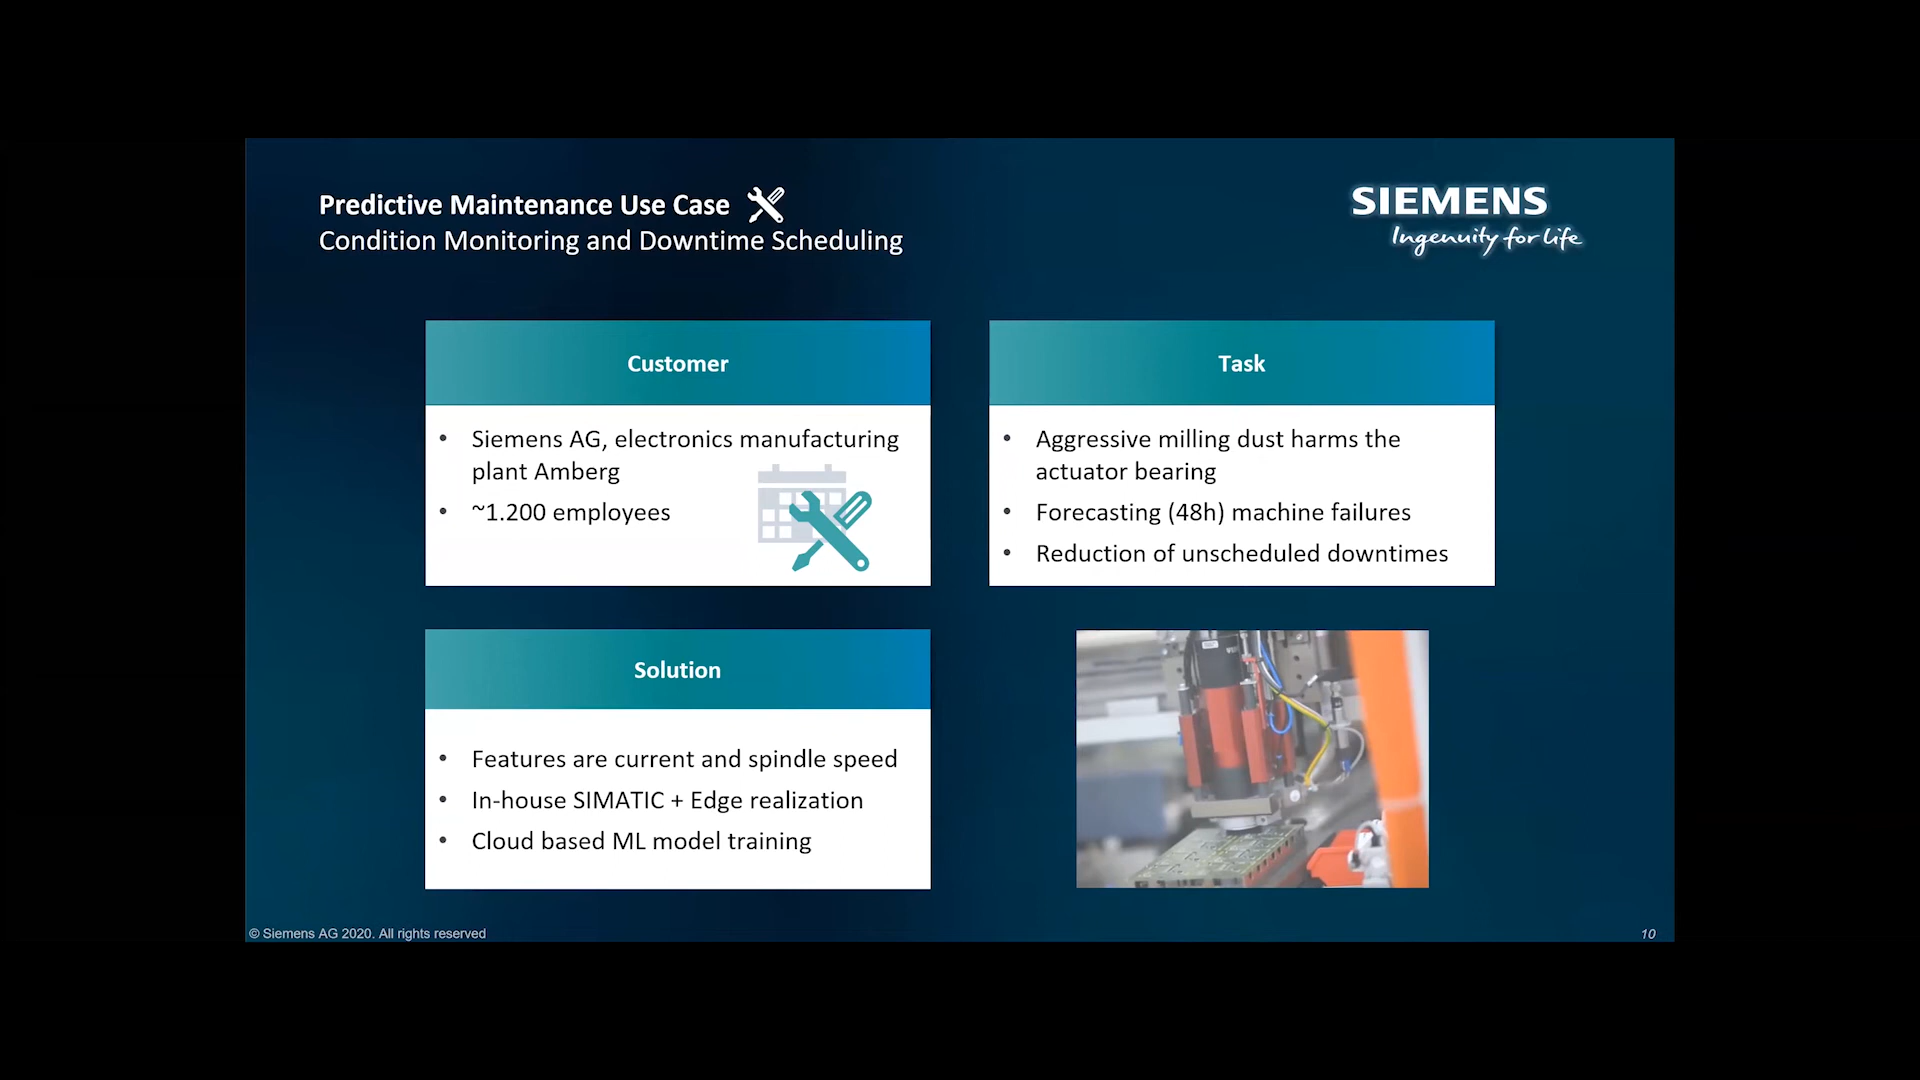 Predictive Maintenance Use Case
Condition Monitoring and Downtime Scheduling
SIEMENS
Ingenuity for life
Customer
• Siemens AG, electronics manufacturing
plant Amberg
• ~1.200 employees
Task
• Aggressive milling dust harms the
actuator bearing
• Forecasting (48h) machine failures
• Reduction of unscheduled downtimes
Solution
• Features are current and spindle speed
• In-house SIMATIC + Edge realization
• Cloud based ML model training
© Siemens AG 2020. All rights reserved
10